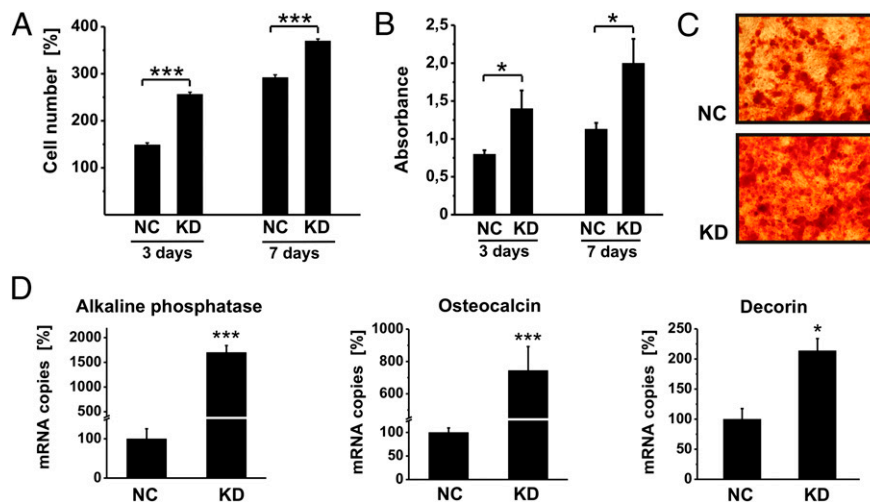 A
Cell number [%]
400
300
200
100
***
***
NC KD NC KD
3 days 7 days
B
Absorbance
2,5
2,0
1,5
1,0
0,5
0
*
*
NC KD NC KD
3 days 7 days
C
NC
KD
D
Alkaline phosphatase
mRNA copies [%]
2000
1500
1000
500
100
0
***
NC KD
Osteocalcin
mRNA copies [%]
1000
800
600
100
0
***
NC KD
Decorin
mRNA copies [%]
250
200
150
100
50
25
0
*
NC KD